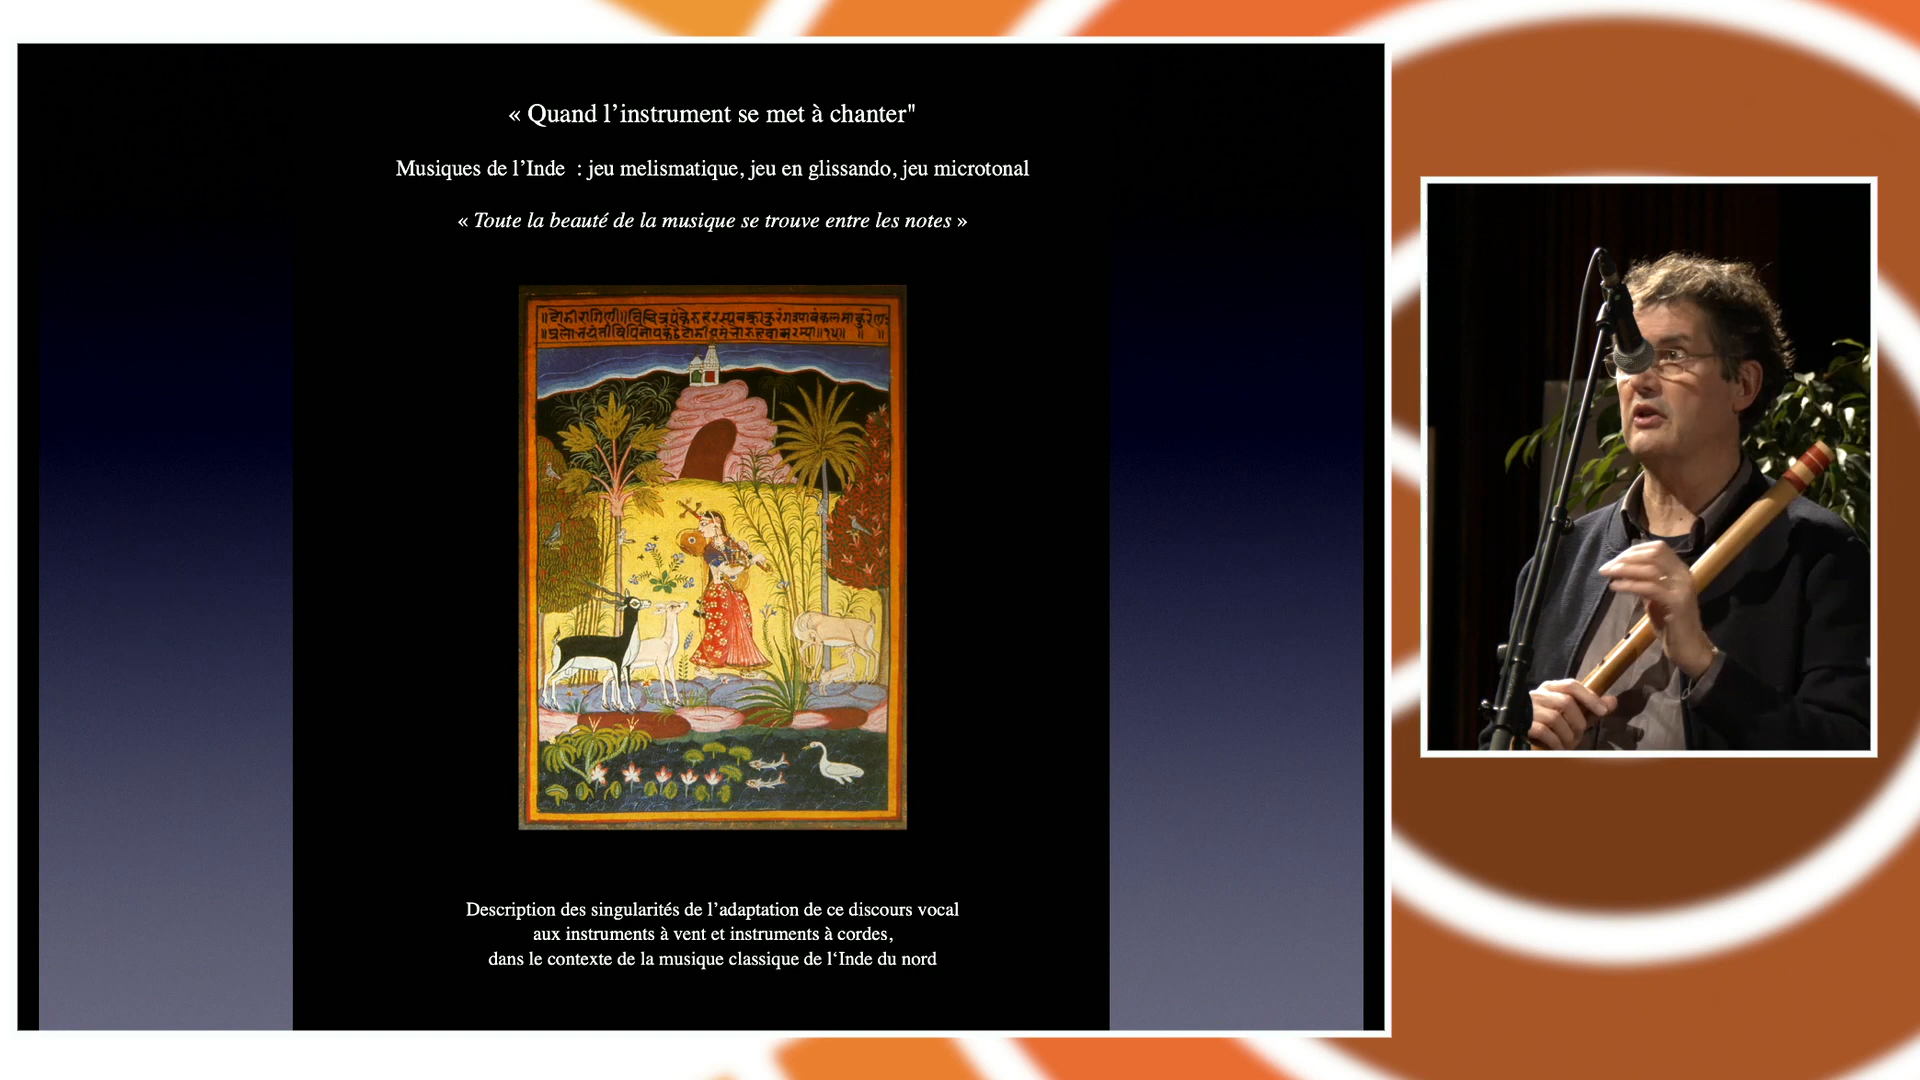 « Quand l’instrument se met à chanter"
Musiques de l’Inde  : jeu melismatique, jeu en glissando, jeu microtonal
« Toute la beauté de la musique se trouve entre les notes »
Description des singularités de l’adaptation de ce discours vocal
aux instruments à vent et instruments à cordes,
dans le contexte de la musique classique de l‘Inde du nord